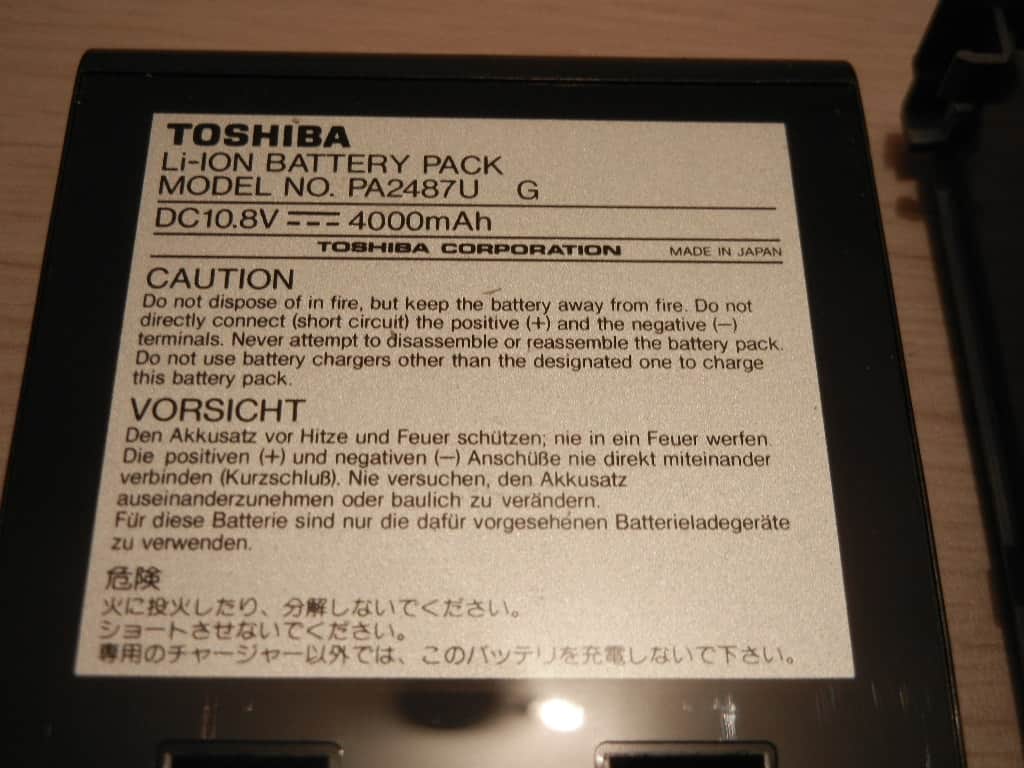 TOSHIBA
Li-ION BATTERY PACK
MODEL NO. PA2487U G
DC10.8V 4000mAh
TOSHIBA CORPORATION MADE IN JAPAN
CAUTION
Do not dispose of in fire, but keep the battery away from fire. Do not
directly connect (short circuit) the positive (+) and the negative (−)
terminals. Never attempt to disassemble or reassemble the battery pack.
Do not use battery chargers other than the designated one to charge
this battery pack.
VORSICHT
Den Akkusatz vor Hitze und Feuer schützen; nie in ein Feuer werfen.
Die positiven (+) und negativen (−) Anschüße nie direkt miteinander
verbinden (Kurzschluß). Nie versuchen, den Akkusatz
auseinanderzunehmen oder baulich zu verändern.
Für diese Batterie sind nur die dafür vorgesehenen Batterieladegeräte
zu verwenden.
危険
火に投火したり、分解しないでください。
ショートさせないでください。
専用のチャージャー以外では、このバッテリを充電しないで下さい。